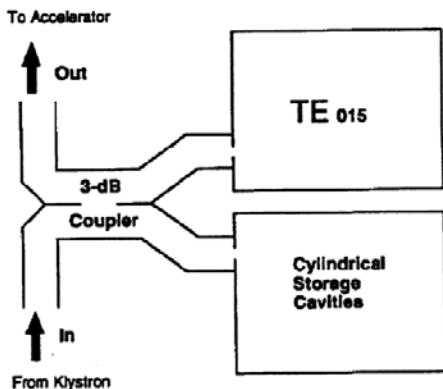 To Accelerator
Out
TE 015
3-dB
Coupler
Cylindrical
Storage
Cavities
In
From Klystron